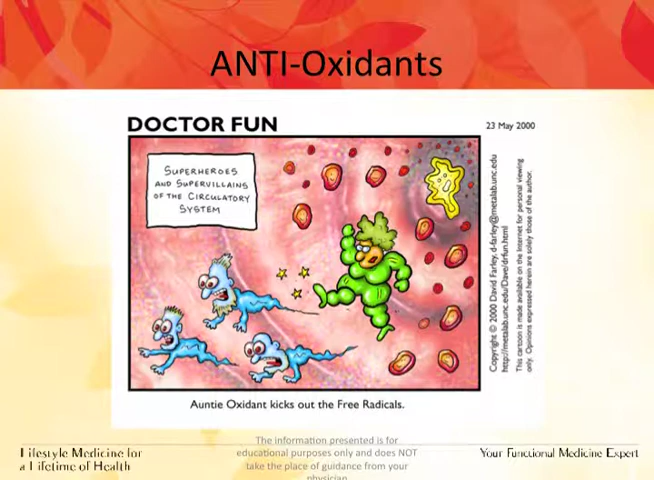 ANTI-Oxidants
DOCTOR FUN
23 May 2000
SUPERHEROES
AND SUPERVILLAINS
OF THE CIRCULATORY
SYSTEM
Copyright © 2000 David Farley, d-farley@metalab.unc.edu
http://metalab.unc.edu/Dave/drfun.html
This cartoon is made available on the Internet for personal viewing
only. Opinions expressed herein are solely those of the author.
Auntie Oxidant kicks out the Free Radicals.
Lifestyle Medicine for
a Lifetime of Health
The information presented is for
educational purposes only and does NOT
take the place of guidance from your
physician
Your Functional Medicine Expert